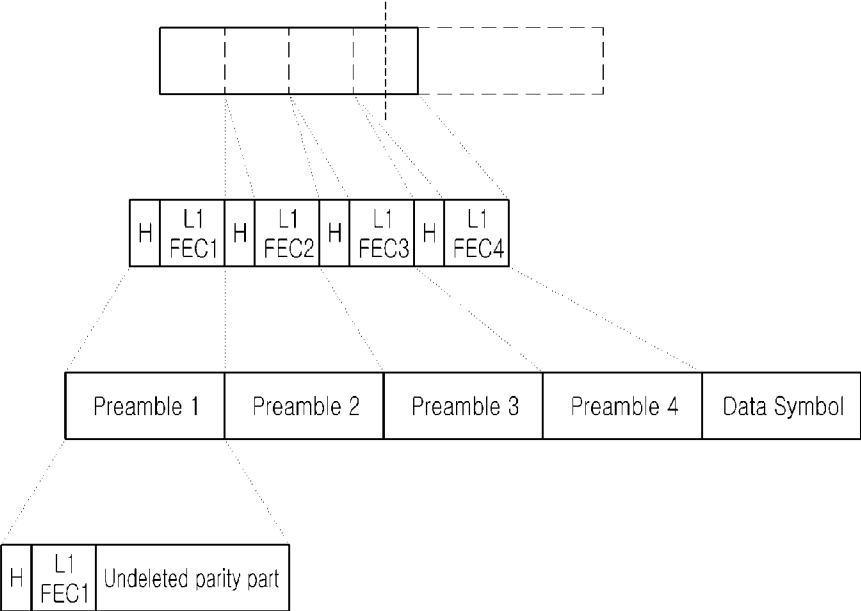 H L1 FEC1 H L1 FEC2 H L1 FEC3 H L1 FEC4
Preamble 1 Preamble 2 Preamble 3 Preamble 4 Data Symbol
H L1 FEC1 Undeleted parity part